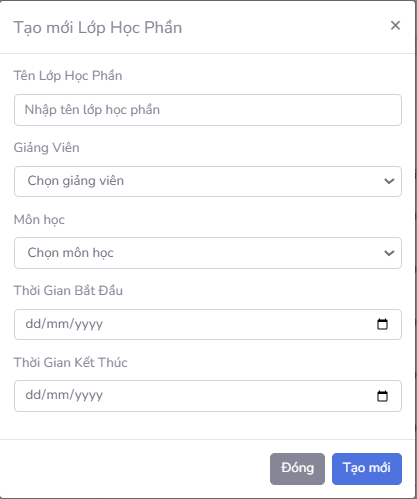 Tạo mới Lớp Học Phần
×
Tên Lớp Học Phần
Nhập tên lớp học phần
Giảng Viên
Chọn giảng viên
Môn học
Chọn môn học
Thời Gian Bắt Đầu
dd/mm/yyyy
Thời Gian Kết Thúc
dd/mm/yyyy
Đóng Tạo mới